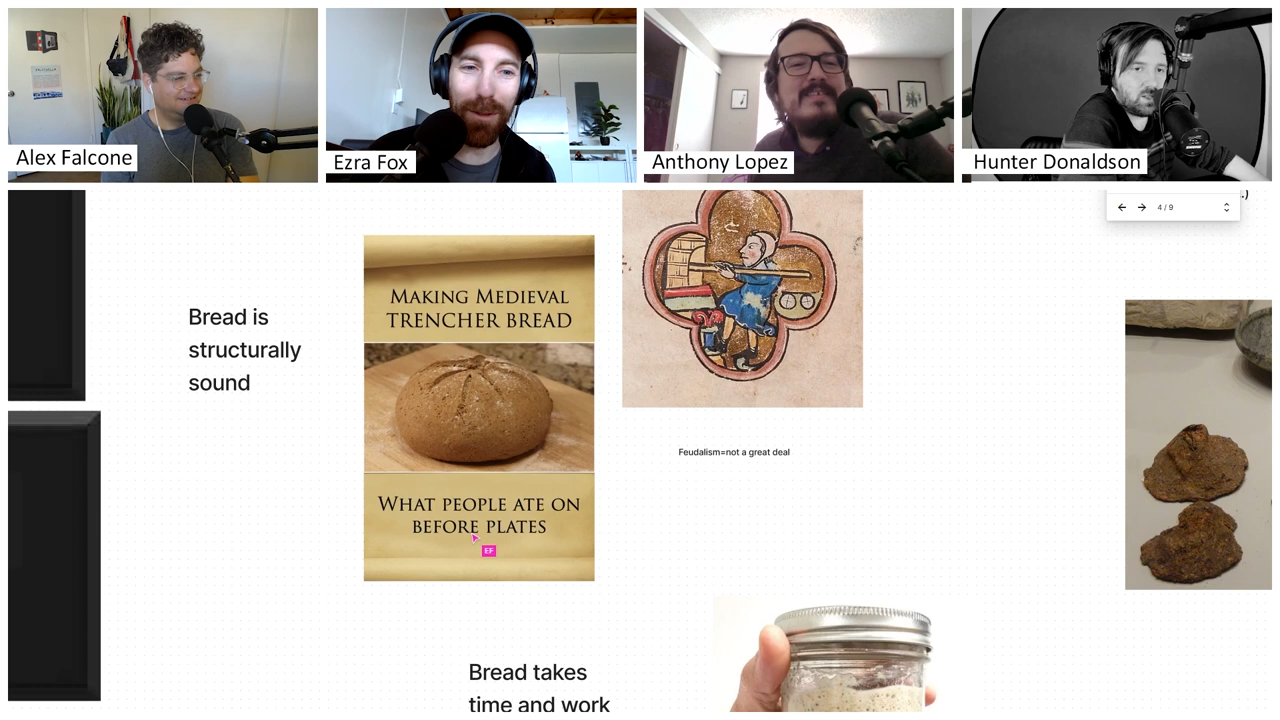 Alex Falcone
Ezra Fox
Anthony Lopez
Hunter Donaldson
4 / 9
Bread is
structurally
sound
MAKING MEDIEVAL
TRENCHER BREAD
WHAT PEOPLE ATE ON
BEFORE PLATES
EF
Feudalism=not a great deal
Bread takes
time and work